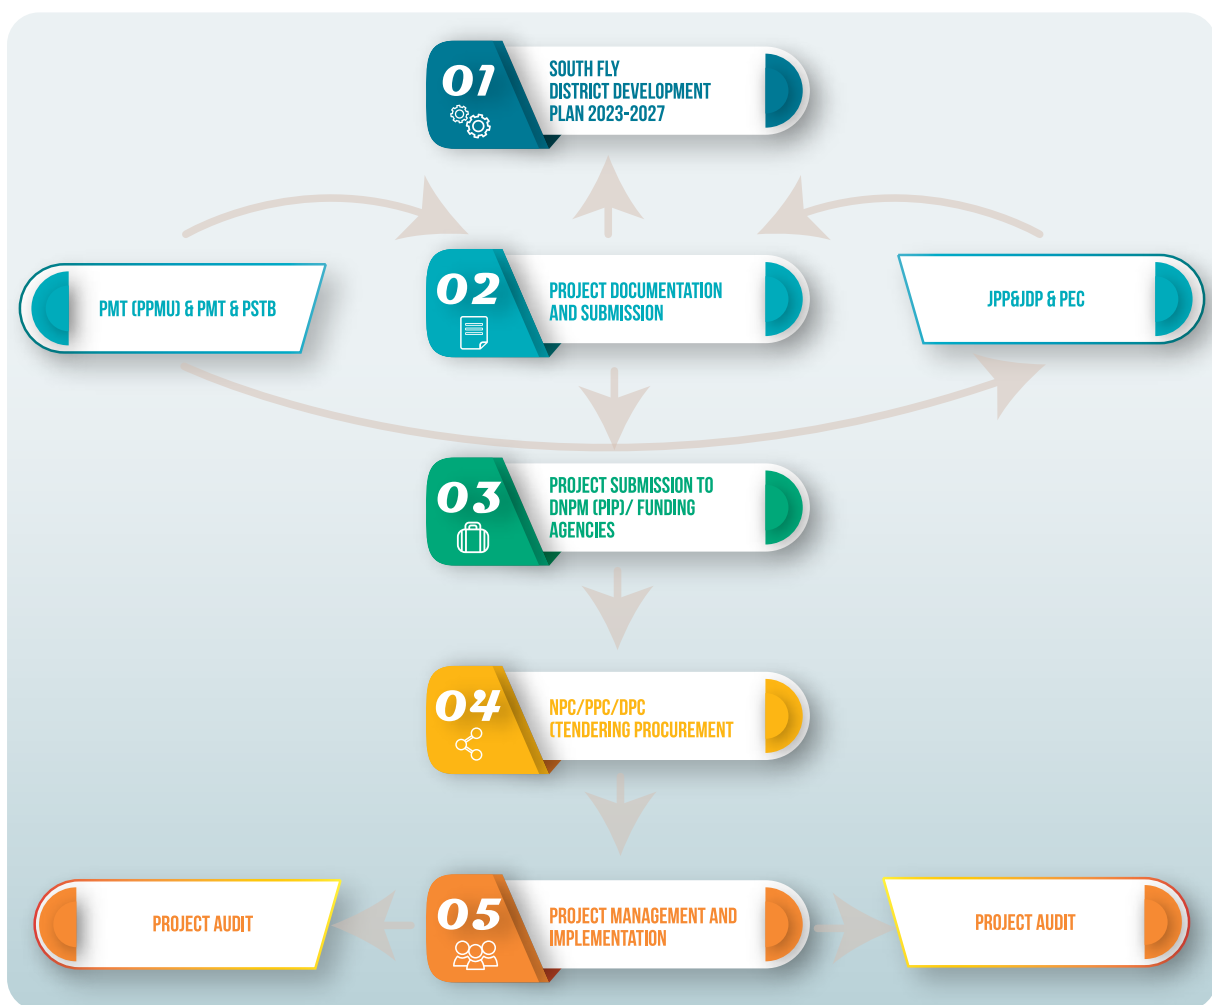 01
SOUTH FLY
DISTRICT DEVELOPMENT
PLAN 2023-2027
PMT (PPMU) & PMT & PSTB
02
PROJECT DOCUMENTATION
AND SUBMISSION
JPP&JDP & PEC
03
PROJECT SUBMISSION TO
DNPM (PIP)/ FUNDING
AGENCIES
04
NPC/PPC/DPC
(TENDERING PROCUREMENT
PROJECT AUDIT
05
PROJECT MANAGEMENT AND
IMPLEMENTATION
PROJECT AUDIT